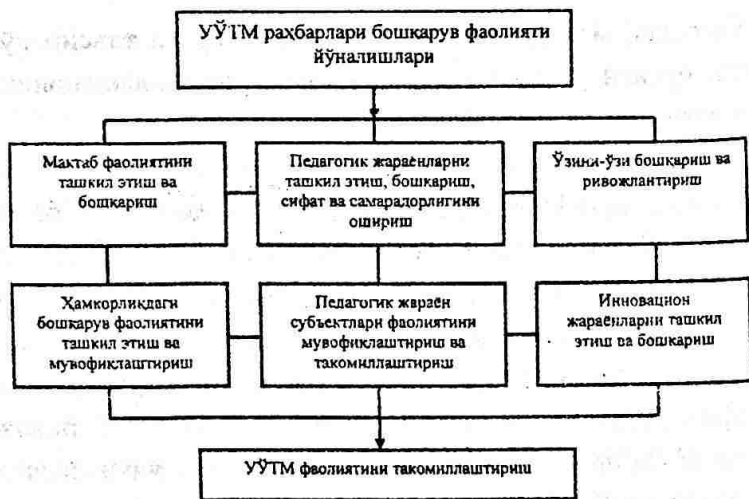 УЎТМ раҳбарлари бошқарув фаолияти
йўналишлари
Мактаб фаолиятини
ташкил этиш ва
бошқариш
Педагогик жараёнларни
ташкил этиш, бошқариш,
сифат ва самарадорлигини
ошириш
Ўзини-ўзи бошқариш ва
ривожлантириш
Ҳамкорликдаги
бошқарув фаолиятини
ташкил этиш ва
мувофиқлаштириш
Педагогик жараён
субъектлари фаолиятини
мувофиқлаштириш ва
такомиллаштириш
Инновацион
жараёнларни ташкил
этиш ва бошқариш
УЎТМ фаолиятини такомиллаштириш